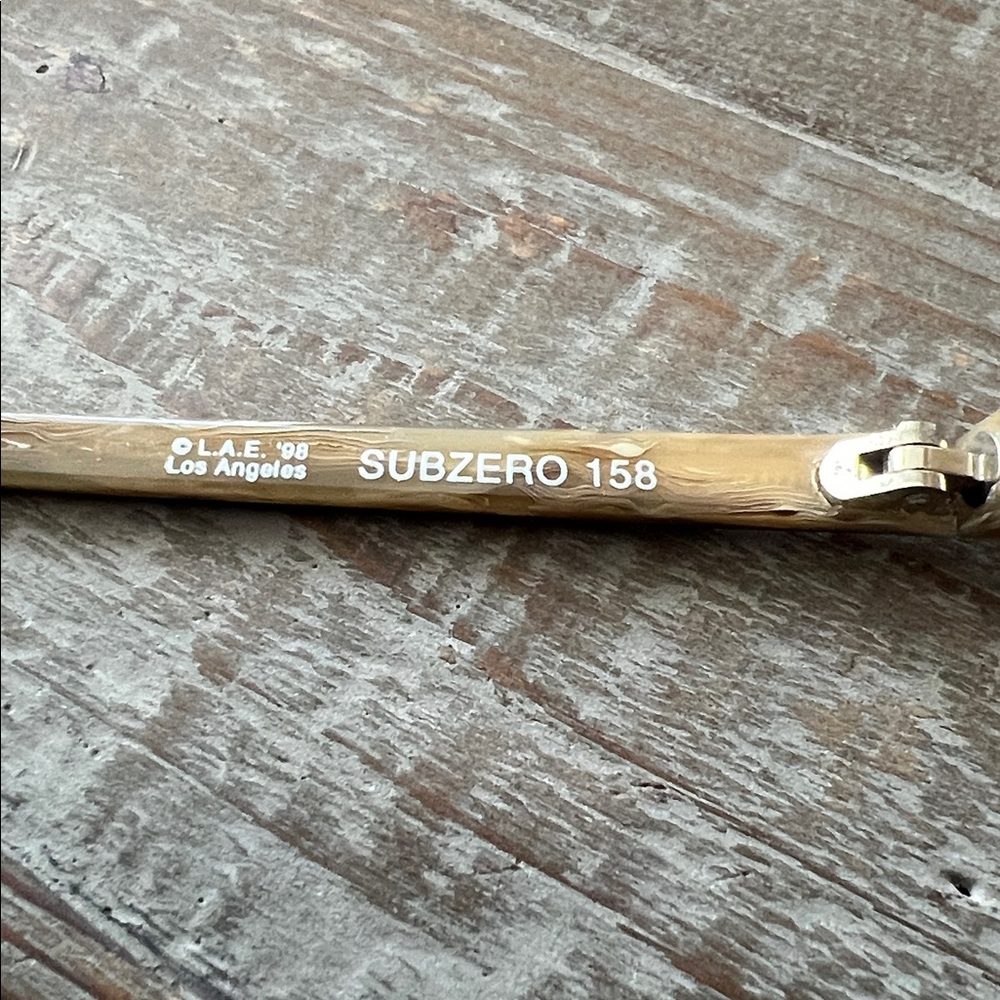 © L.A.E. '98
Los Angeles
SUBZERO 158